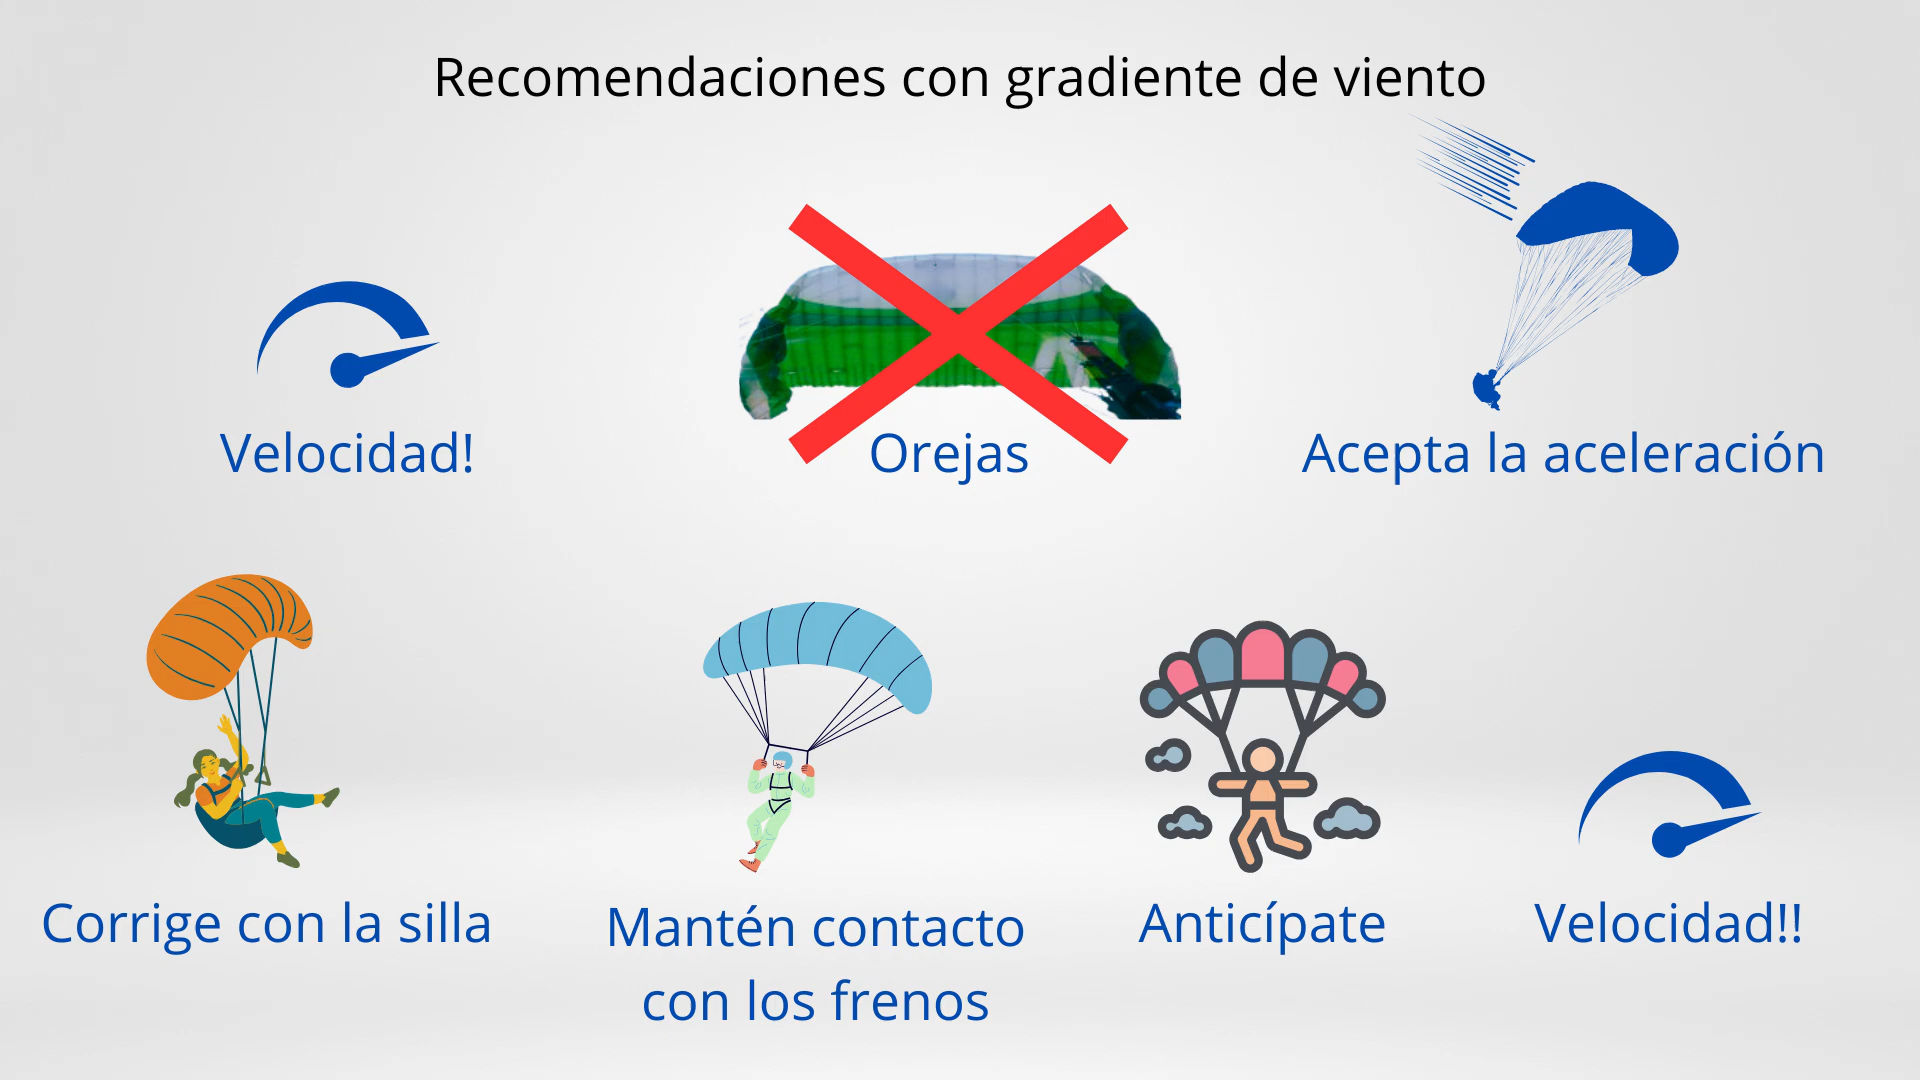 Recomendaciones con gradiente de viento
Velocidad!
Orejas
Acepta la aceleración
Corrige con la silla
Mantén contacto
con los frenos
Anticípate
Velocidad!!